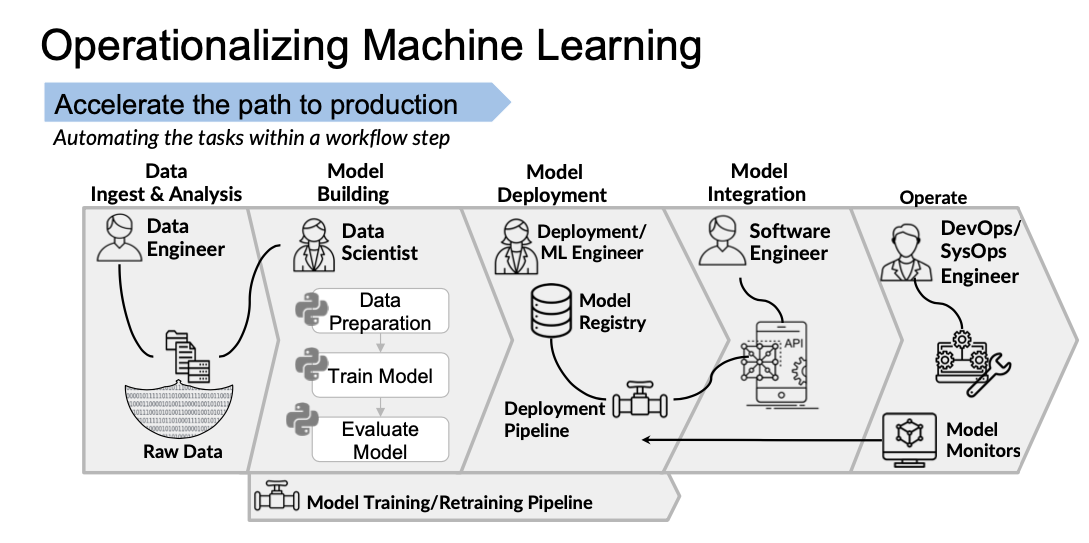 Operationalizing Machine Learning
Accelerate the path to production
Automating the tasks within a workflow step
Data
Ingest & Analysis
Model
Building
Model
Deployment
Model
Integration
Operate
Data
Engineer
Data
Scientist
Deployment/
ML Engineer
Software
Engineer
DevOps/
SysOps
Engineer
Data
Preparation
Train Model
Evaluate
Model
Model
Registry
API
Deployment
Pipeline
Raw Data
Model
Monitors
Model Training/Retraining Pipeline